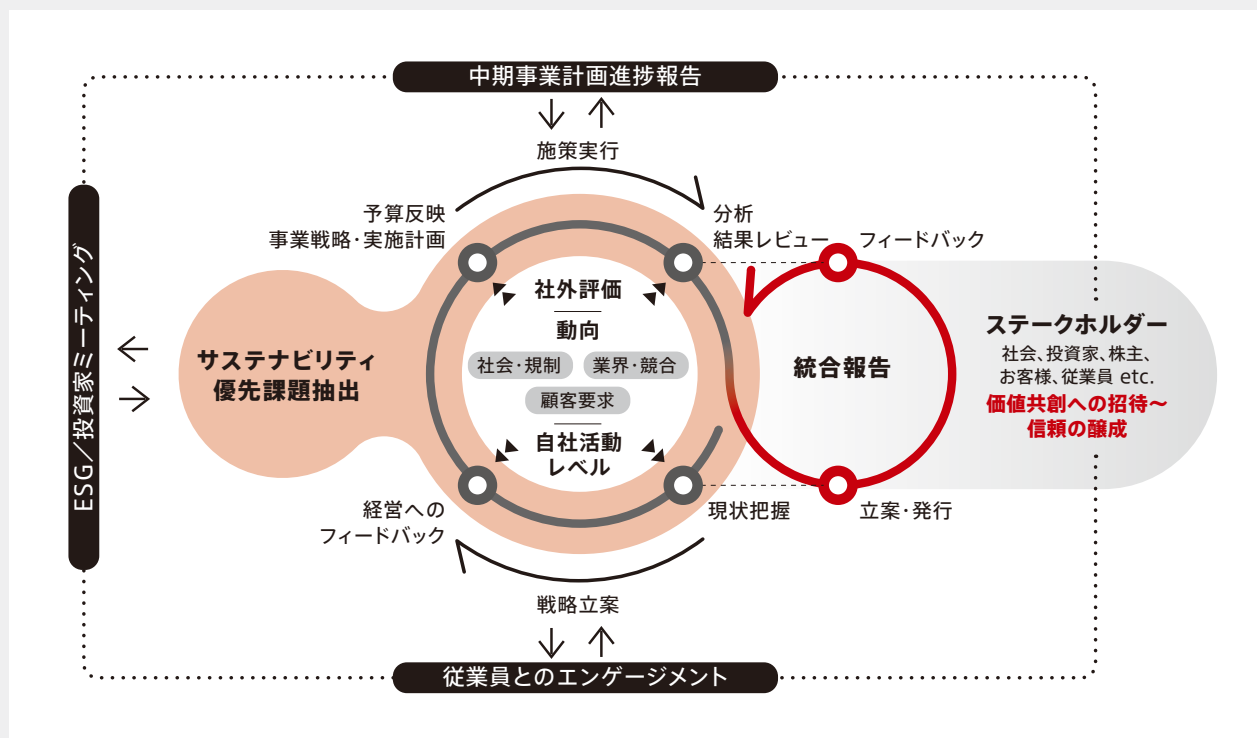 中期事業計画進捗報告
施策実行
予算反映
事業戦略・実施計画
分析
結果レビュー
フィードバック
ESG／投資家ミーティング
サステナビリティ
優先課題抽出
社外評価
動向
社会・規制
業界・競合
顧客要求
自社活動
レベル
統合報告
ステークホルダー
社会、投資家、株主、
お客様、従業員 etc.
価値共創への招待～
信頼の醸成
経営への
フィードバック
現状把握
立案・発行
戦略立案
従業員とのエンゲージメント